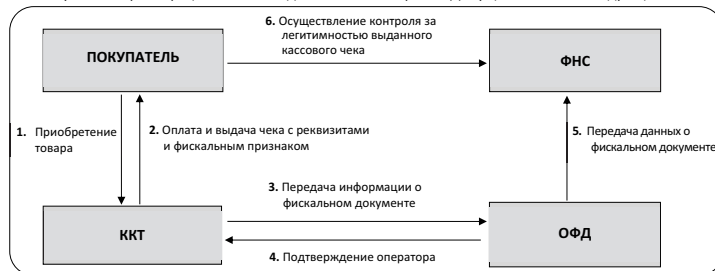 6. Осуществление контроля за
легитимностью выданного
кассового чека
ПОКУПАТЕЛЬ
ФНС
1. Приобретение
товара
2. Оплата и выдача чека с реквизитами
и фискальным признаком
5. Передача данных о
фискальном документе
3. Передача информации о
фискальном документе
ККТ
ОФД
4. Подтверждение оператора